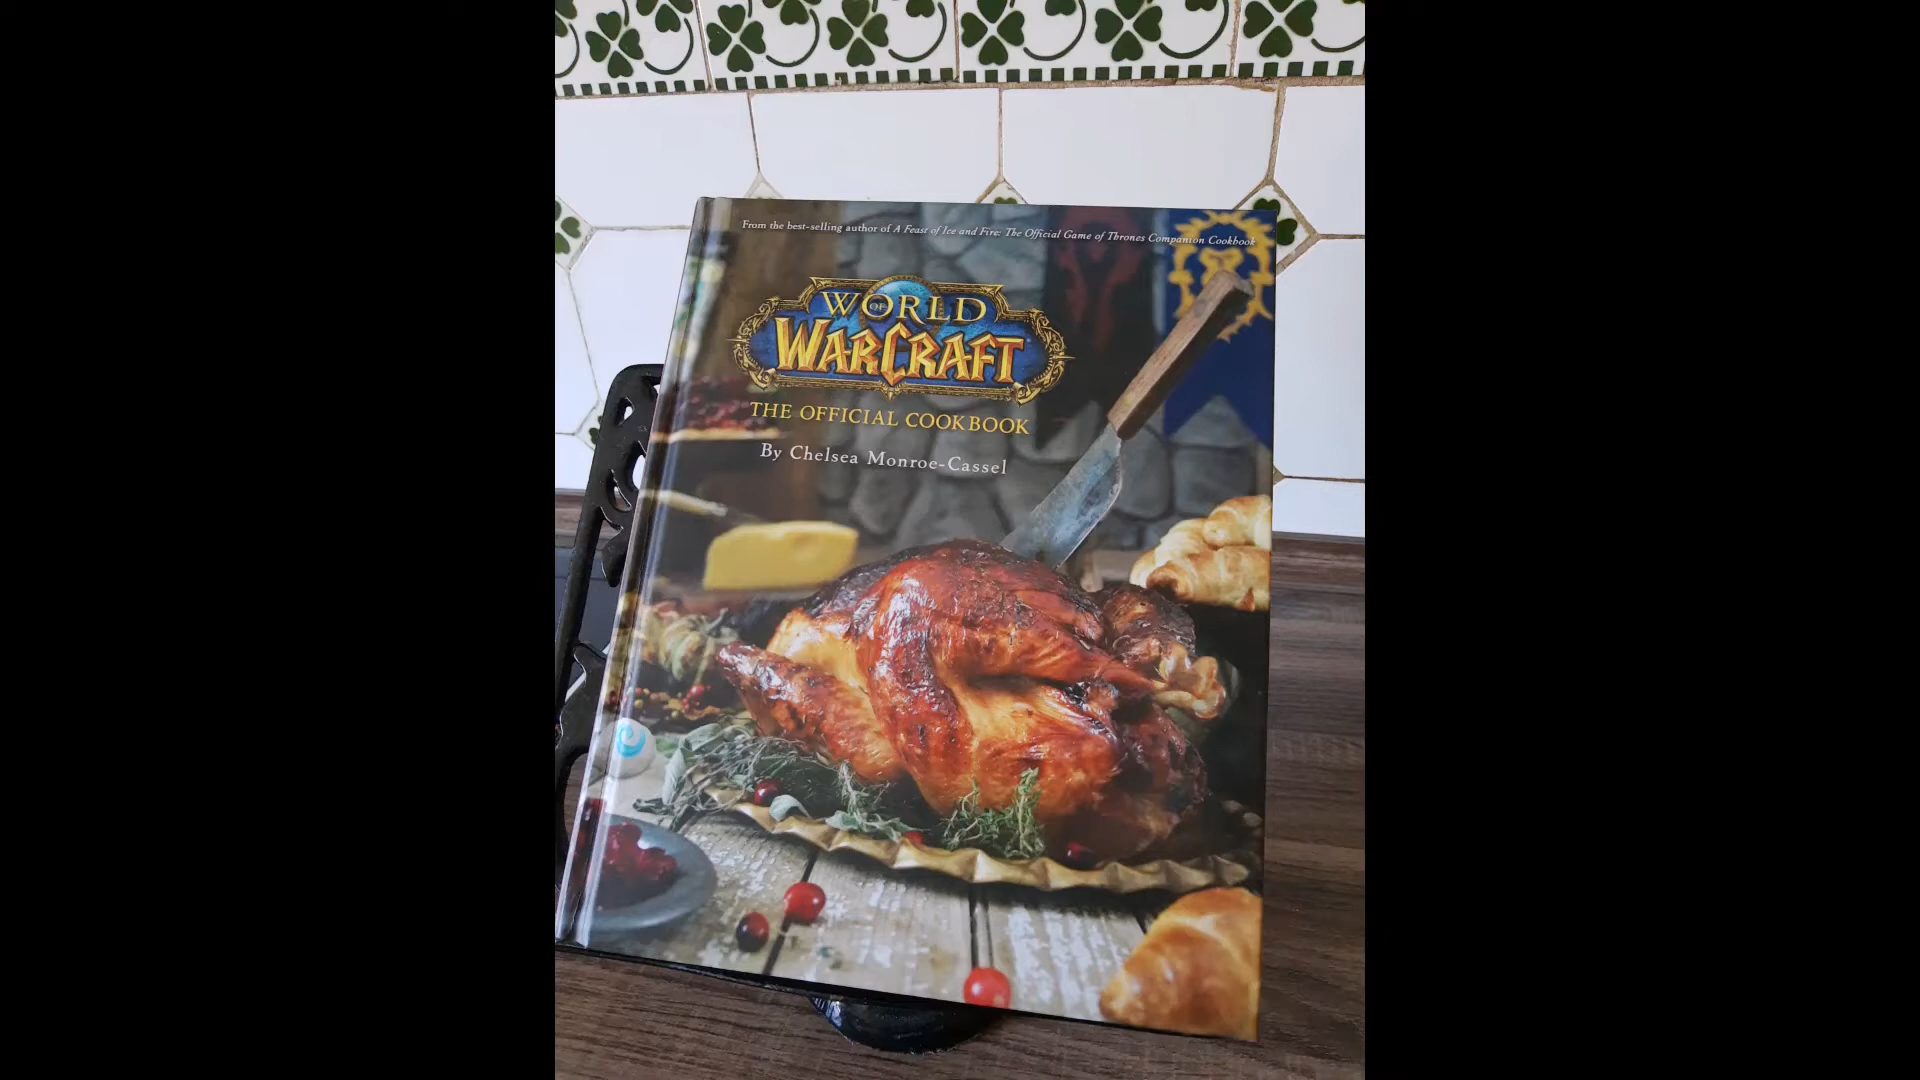 From the best-selling author of A Feast of Ice and Fire: The Official Game of Thrones Companion Cookbook
WORLD
OF
WARCRAFT
THE OFFICIAL COOKBOOK
By Chelsea Monroe-Cassel